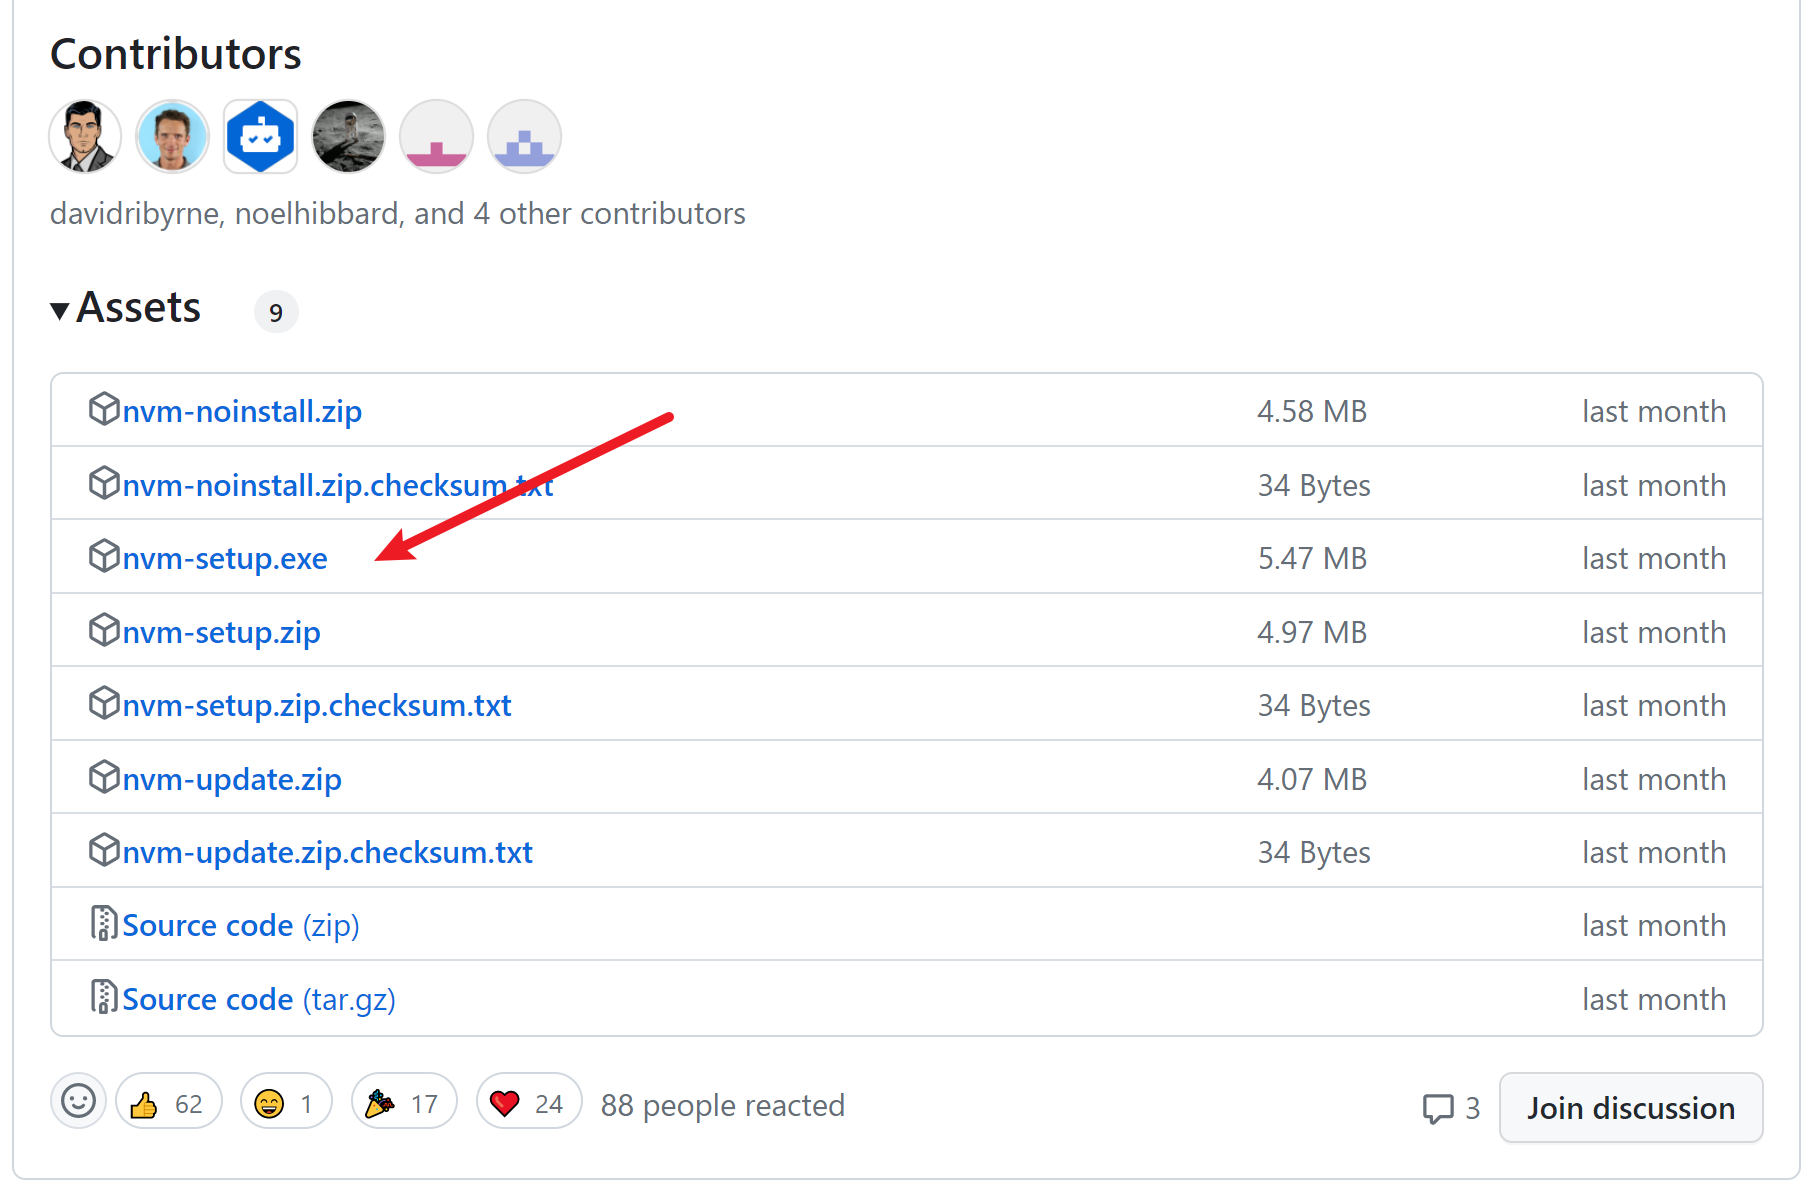 Contributors
davidribyrne, noelhibbard, and 4 other contributors
Assets 9
nvm-noinstall.zip 4.58 MB last month
nvm-noinstall.zip.checksum.txt 34 Bytes last month
nvm-setup.exe 5.47 MB last month
nvm-setup.zip 4.97 MB last month
nvm-setup.zip.checksum.txt 34 Bytes last month
nvm-update.zip 4.07 MB last month
nvm-update.zip.checksum.txt 34 Bytes last month
Source code (zip) last month
Source code (tar.gz) last month
62 1 17 24 88 people reacted 3 Join discussion